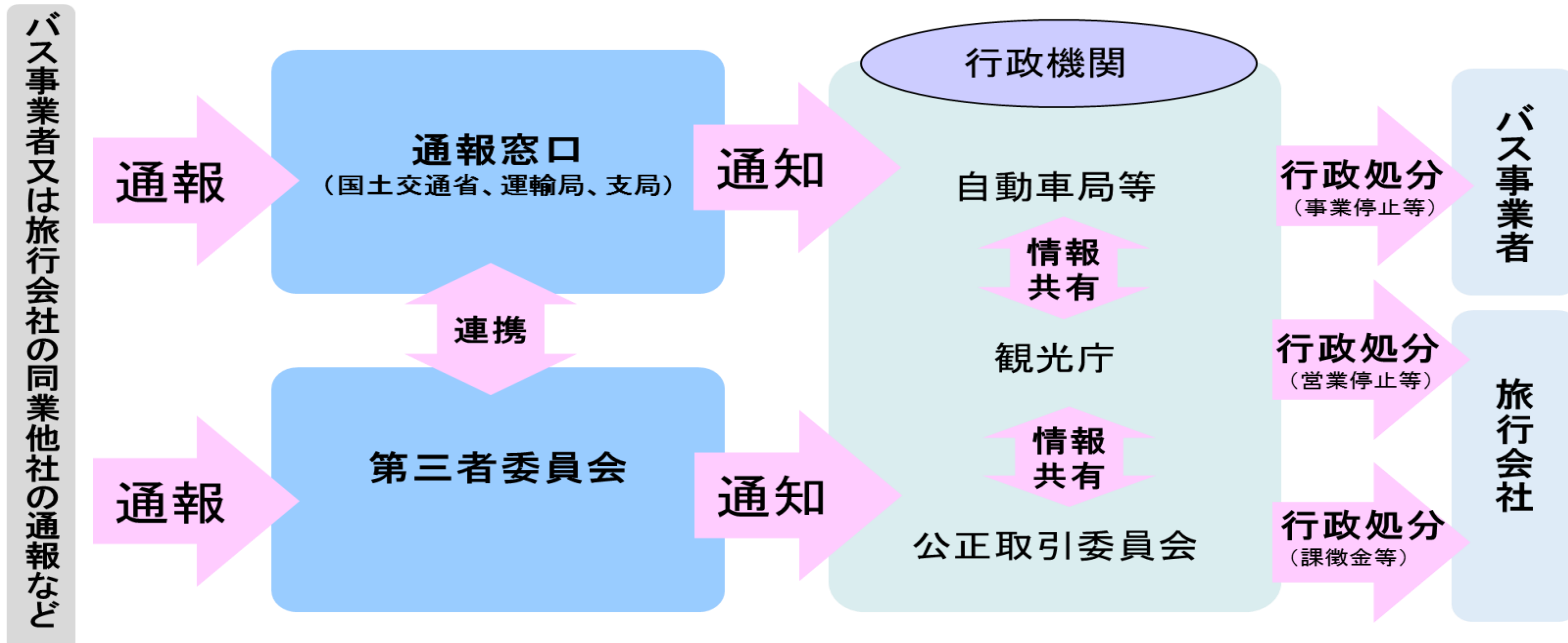 バス事業者又は旅行会社の同業他社の通報など
通報
通報窓口
（国土交通省、運輸局、支局）
通知
行政機関
自動車局等
行政処分
（事業停止等）
バス事業者
情報
共有
連携
観光庁
行政処分
（営業停止等）
旅行会社
通報
第三者委員会
通知
情報
共有
公正取引委員会
行政処分
（課徴金等）